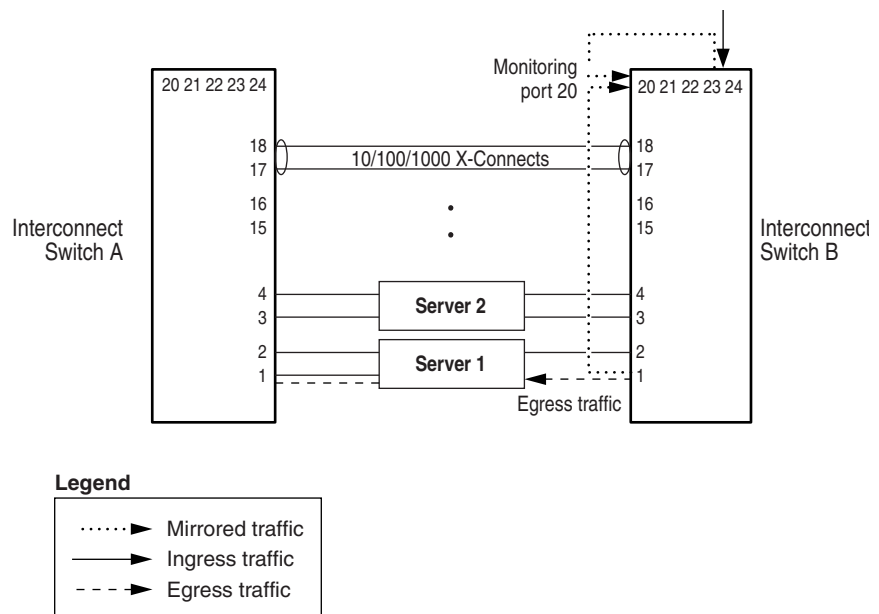 Monitoring
port 20
20 21 22 23 24
20 21 22 23 24
18
17
10/100/1000 X-Connects
18
17
16
15
16
15
Interconnect
Switch A
Interconnect
Switch B
4
3
Server 2
4
3
2
1
Server 1
2
1
Egress traffic
Legend
Mirrored traffic
Ingress traffic
Egress traffic